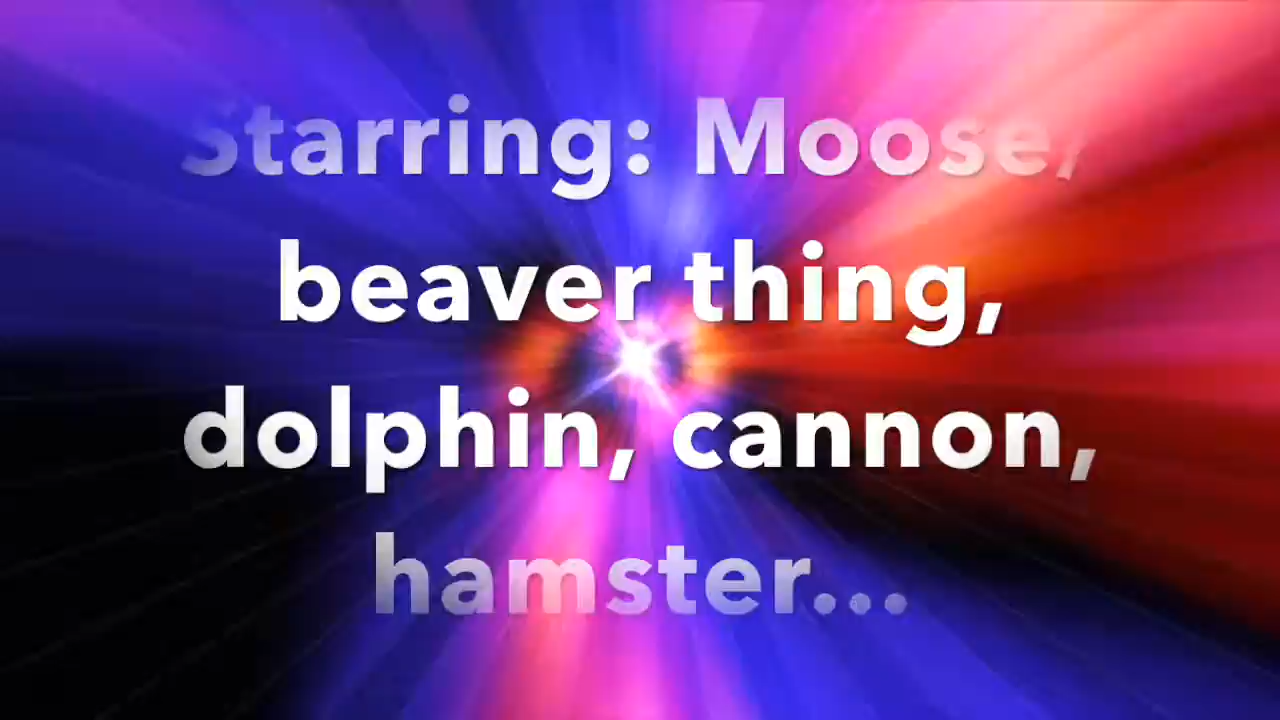 Starring: Moose,
beaver thing,
dolphin, cannon,
hamster...